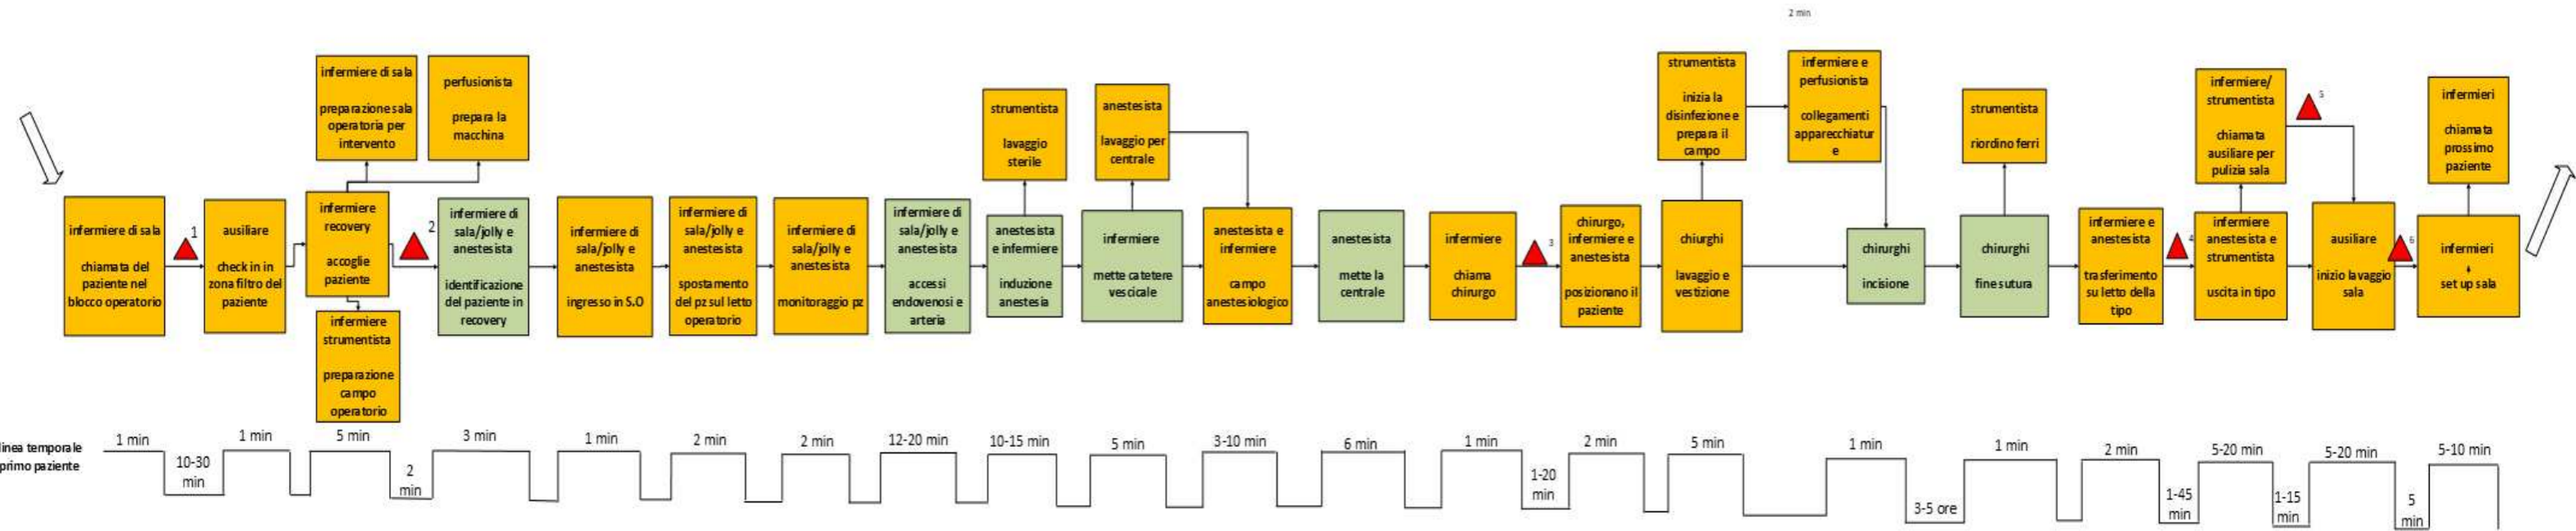 2 min
infermiere di sala
chiamata del
paziente nel
blocco operatorio
1
ausiliare
check in in
zona filtro del
paziente
infermiere di sala
preparazione sala
operatoria per
intervento
perfusionista
prepara la
macchina
infermiere
recovery
accoglie
paziente
infermiere
strumentista
preparazione
campo
operatorio
2
infermiere di
sala/jolly e
anestesista
identificazione
del paziente in
recovery
infermiere di
sala/jolly e
anestesista
ingresso in S.O
infermiere di
sala/jolly e
anestesista
spostamento
del pz sul letto
operatorio
infermiere di
sala/jolly e
anestesista
monitoraggio pz
infermiere di
sala/jolly e
anestesista
accessi
endovenosi e
arteria
strumentista
lavaggio
sterile
anestesista
e infermiere
induzione
anestesia
anestesista
lavaggio per
centrale
infermiere
mette catetere
vescicale
anestesista e
infermiere
campo
anestesiologico
anestesista
mette la
centrale
infermiere
chiama
chirurgo
3
chirurgo,
infermiere e
anestesista
posizionano il
paziente
strumentista
inizia la
disinfezione e
prepara il
campo
infermiere e
perfusionista
collegamenti
apparecchiatur
e
chiurghi
lavaggio e
vestizione
chirurghi
incisione
strumentista
riordino ferri
chirurghi
fine sutura
infermiere e
anestesista
trasferimento
su letto della
tipo
4
infermiere/
strumentista
chiamata
ausiliare per
pulizia sala
5
infermiere
anestesista e
strumentista
uscita in tipo
ausiliare
inizio lavaggio
sala
6
infermieri
chiamata
prossimo
paziente
infermieri
set up sala
linea temporale
primo paziente
1 min
10-30
min
1 min
5 min
2
min
3 min
1 min
2 min
2 min
12-20 min
10-15 min
5 min
3-10 min
6 min
1 min
1-20
min
2 min
5 min
1 min
3-5 ore
1 min
2 min
1-45
min
5-20 min
1-15
min
5-20 min
5
min
5-10 min